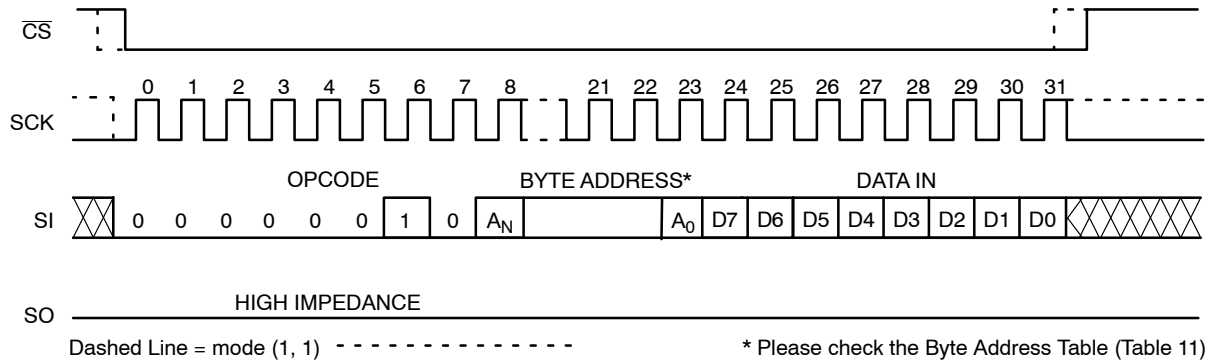 CS
0 1 2 3 4 5 6 7 8 21 22 23 24 25 26 27 28 29 30 31
SCK
OPCODE BYTE ADDRESS* DATA IN
SI 0 0 0 0 0 0 1 0 AN A0 D7 D6 D5 D4 D3 D2 D1 D0
HIGH IMPEDANCE
SO
Dashed Line = mode (1, 1) * Please check the Byte Address Table (Table 11)